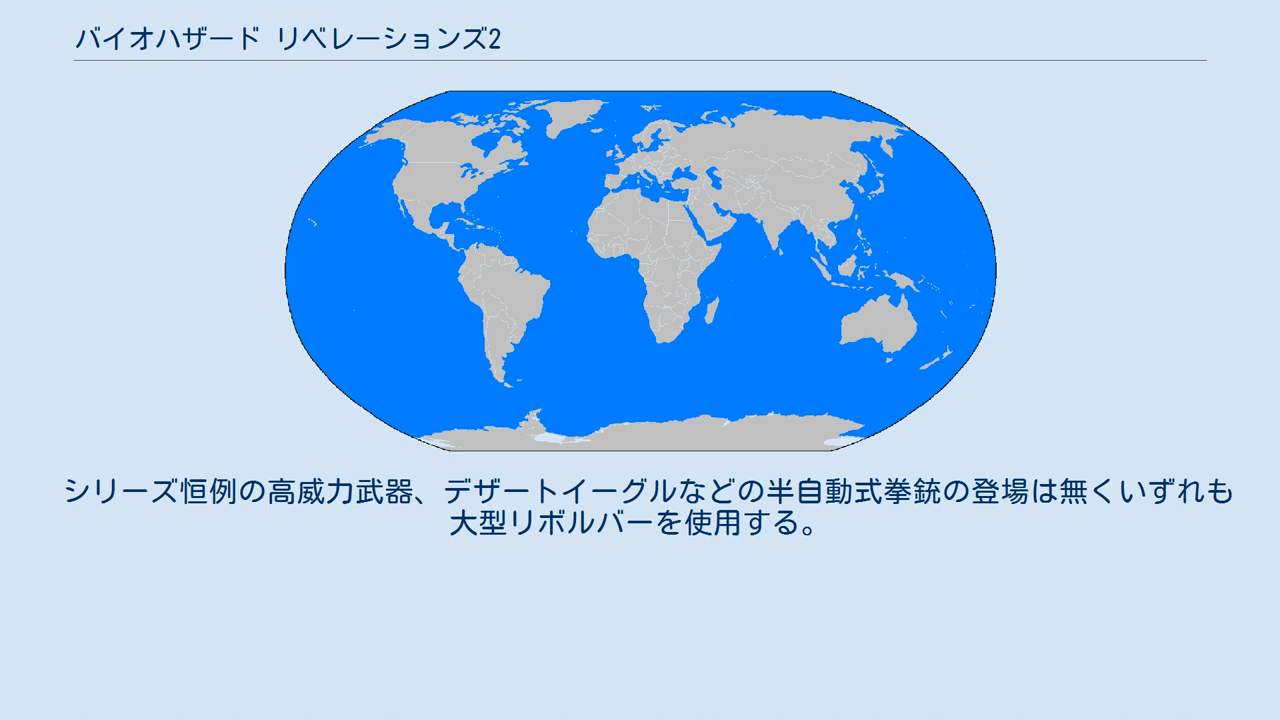 バイオハザード リベレーションズ2
シリーズ恒例の高威力武器、デザートイーグルなどの半自動式拳銃の登場は無くいずれも
大型リボルバーを使用する。